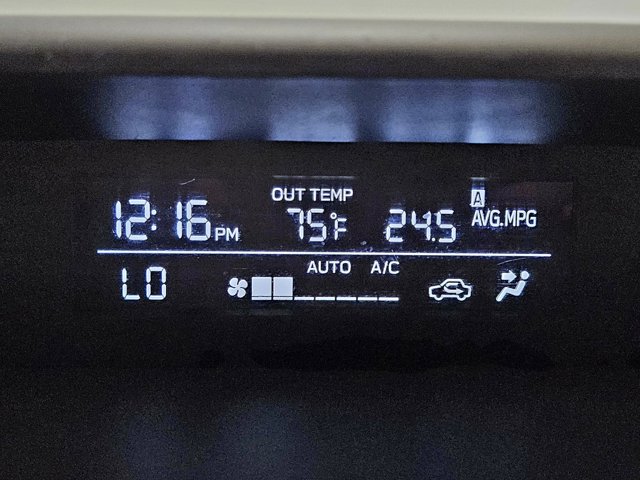 OUT TEMP A
12:16 PM 75°F 24.5 AVG.MPG
AUTO A/C
LO